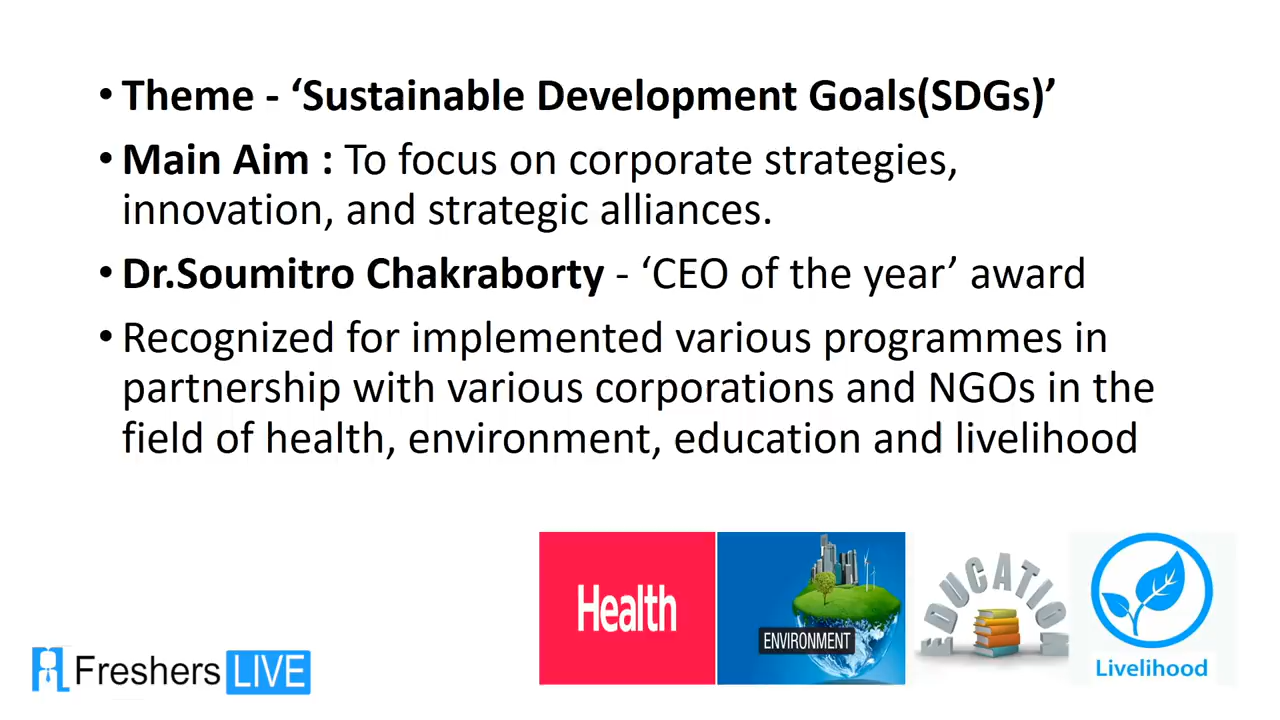 • Theme - ‘Sustainable Development Goals(SDGs)’
• Main Aim : To focus on corporate strategies,
innovation, and strategic alliances.
• Dr.Soumitro Chakraborty - ‘CEO of the year’ award
• Recognized for implemented various programmes in
partnership with various corporations and NGOs in the
field of health, environment, education and livelihood
Health
ENVIRONMENT
EDUCATION
Livelihood
Freshers LIVE